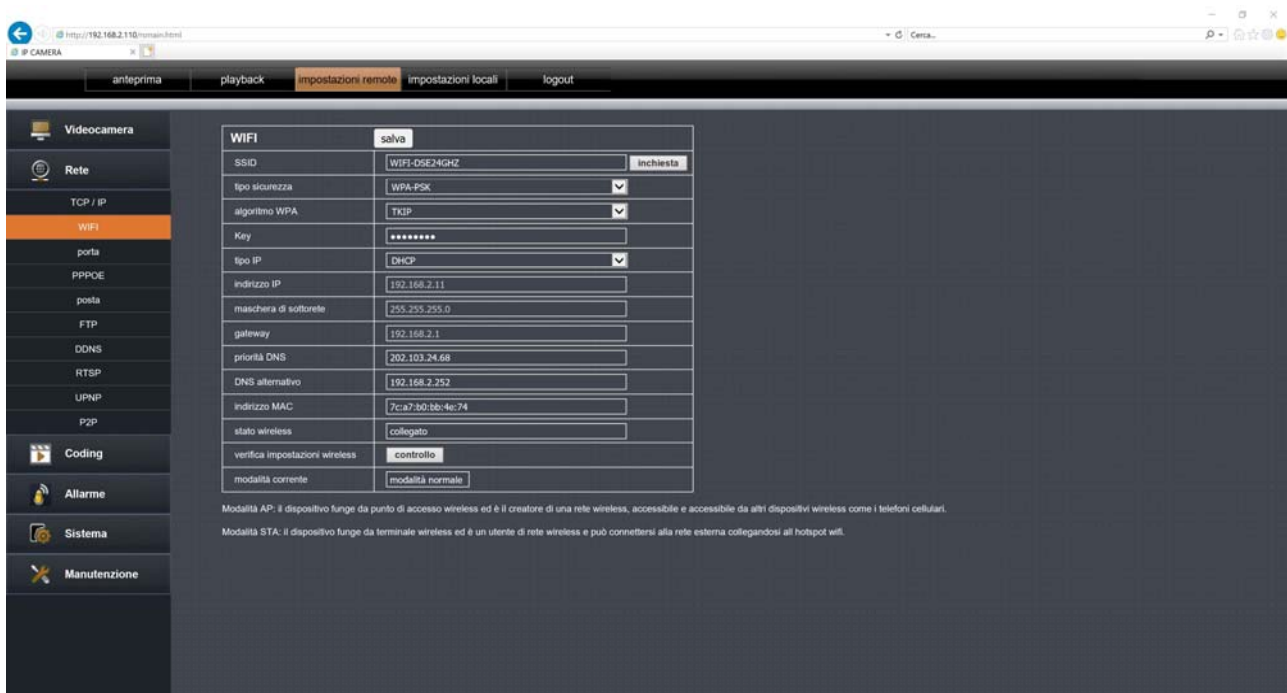 http://192.168.2.110/
Cerca...
IP CAMERA
anteprima playback impostazioni remote impostazioni locali logout
Videocamera
Rete
TCP / IP
WIFI
porta
PPPOE
posta
FTP
DDNS
RTSP
UPNP
P2P
Coding
Allarme
Sistema
Manutenzione
WIFI salva
SSID WIFI-DSE24GHZ inchiesta
tipo sicurezza WPA-PSK
algoritmo WPA TKIP
Key ••••••••
tipo IP DHCP
indirizzo IP 192.168.2.11
maschera di sottorete 255.255.255.0
gateway 192.168.2.1
priorità DNS 202.103.24.68
DNS alternativo 192.168.2.252
indirizzo MAC 7c:a7:b0:bb:4e:74
stato wireless collegato
verifica impostazioni wireless controllo
modalità corrente modalità normale
Modalità AP: il dispositivo funge da punto di accesso wireless ed è il creatore di una rete wireless, accessibile e accessibile da altri dispositivi wireless come i telefoni cellulari.
Modalità STA: il dispositivo funge da terminale wireless ed è un utente di rete wireless e può connettersi alla rete esterna collegandosi all hotspot wifi.